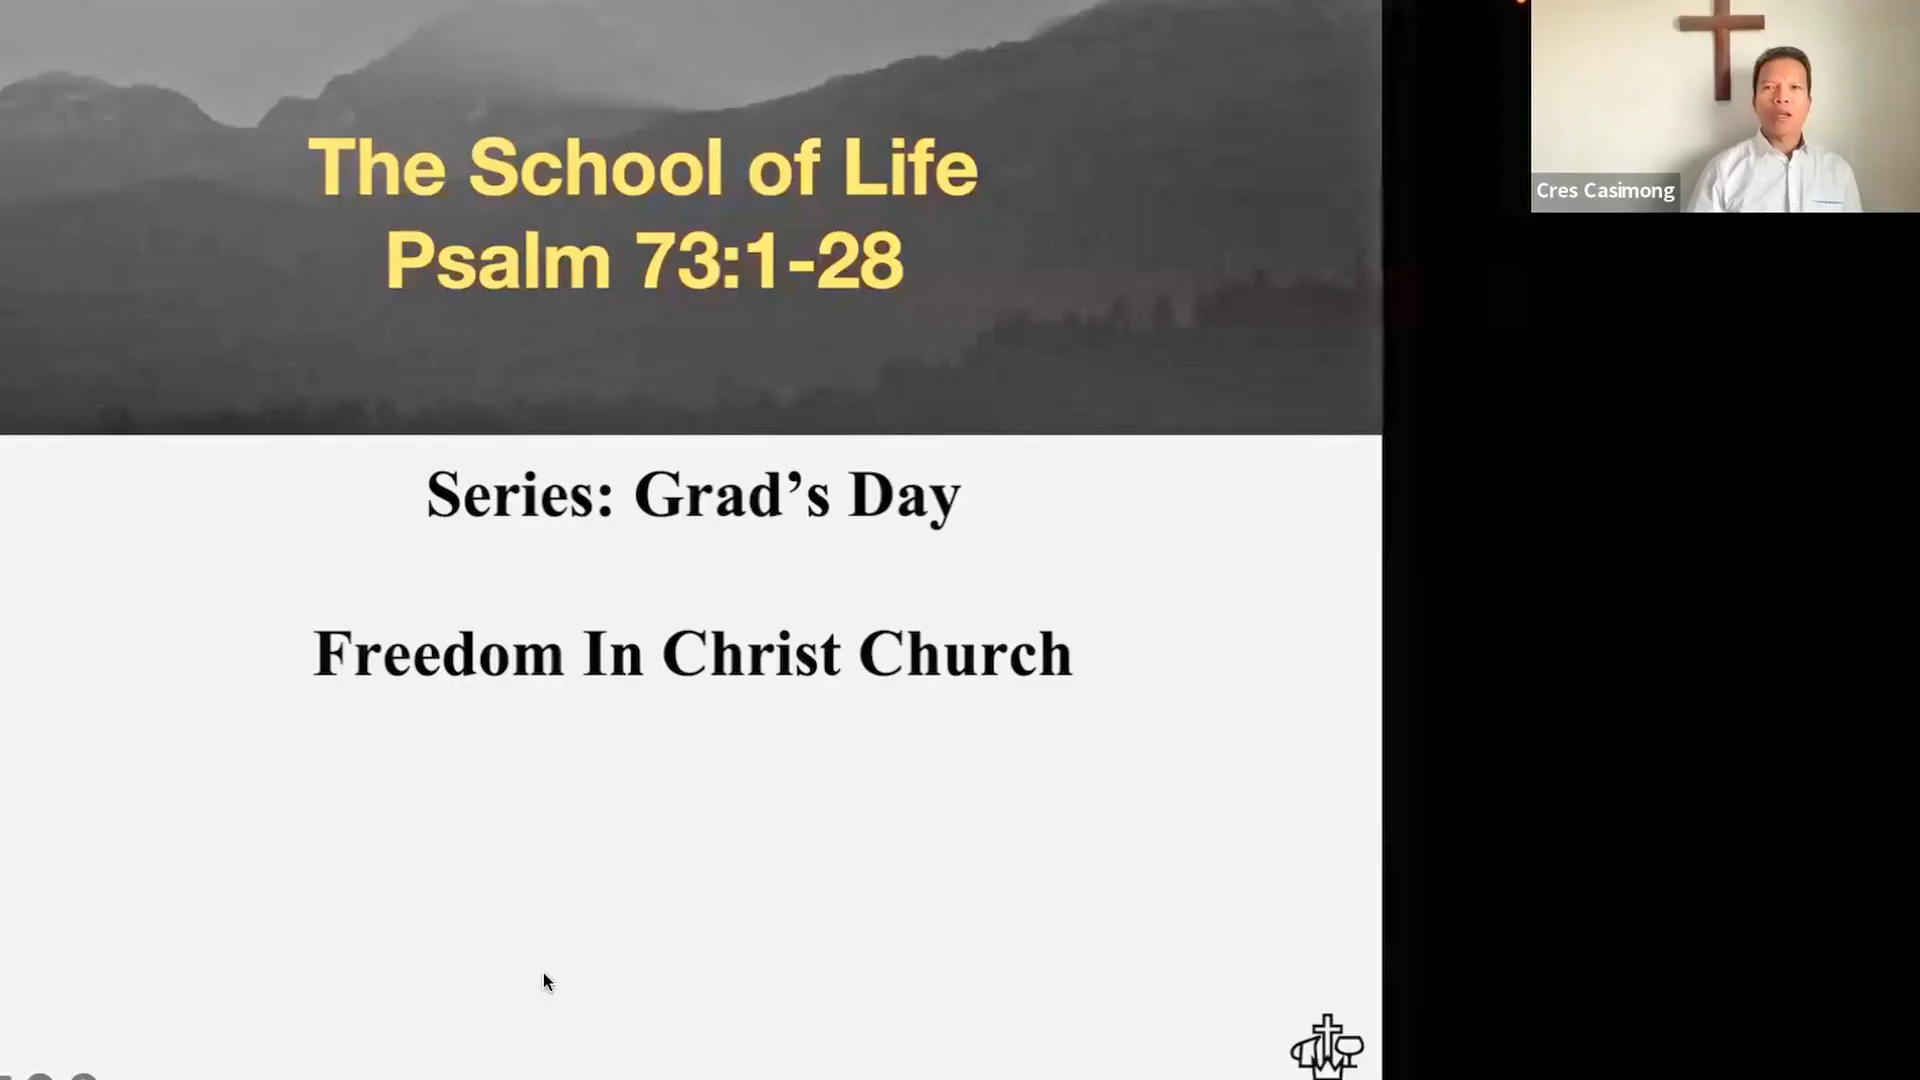 The School of Life
Psalm 73:1-28
Cres Casimong
Series: Grad’s Day
Freedom In Christ Church